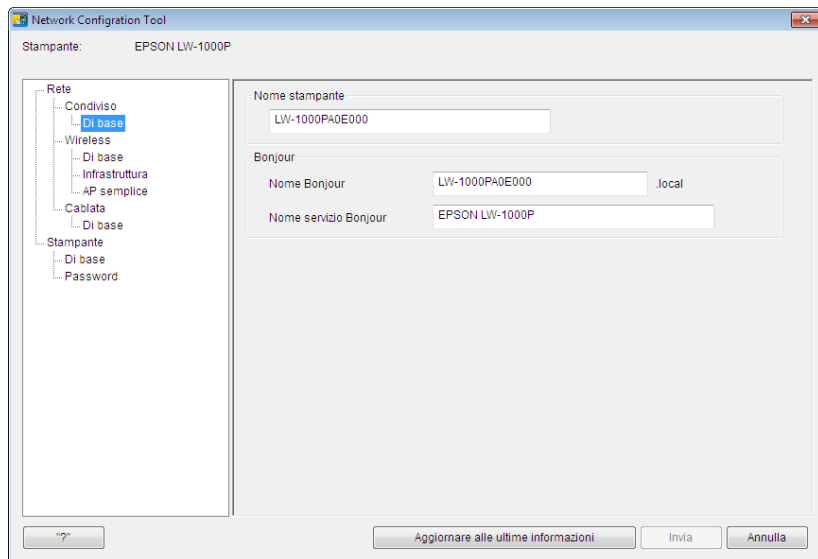 Network Configration Tool
Stampante: EPSON LW-1000P
Rete
Condiviso
Di base
Wireless
Di base
Infrastruttura
AP semplice
Cablata
Di base
Stampante
Di base
Password
Nome stampante
LW-1000PA0E000
Bonjour
Nome Bonjour LW-1000PA0E000 .local
Nome servizio Bonjour EPSON LW-1000P
"?" Aggiornare alle ultime informazioni Invia Annulla